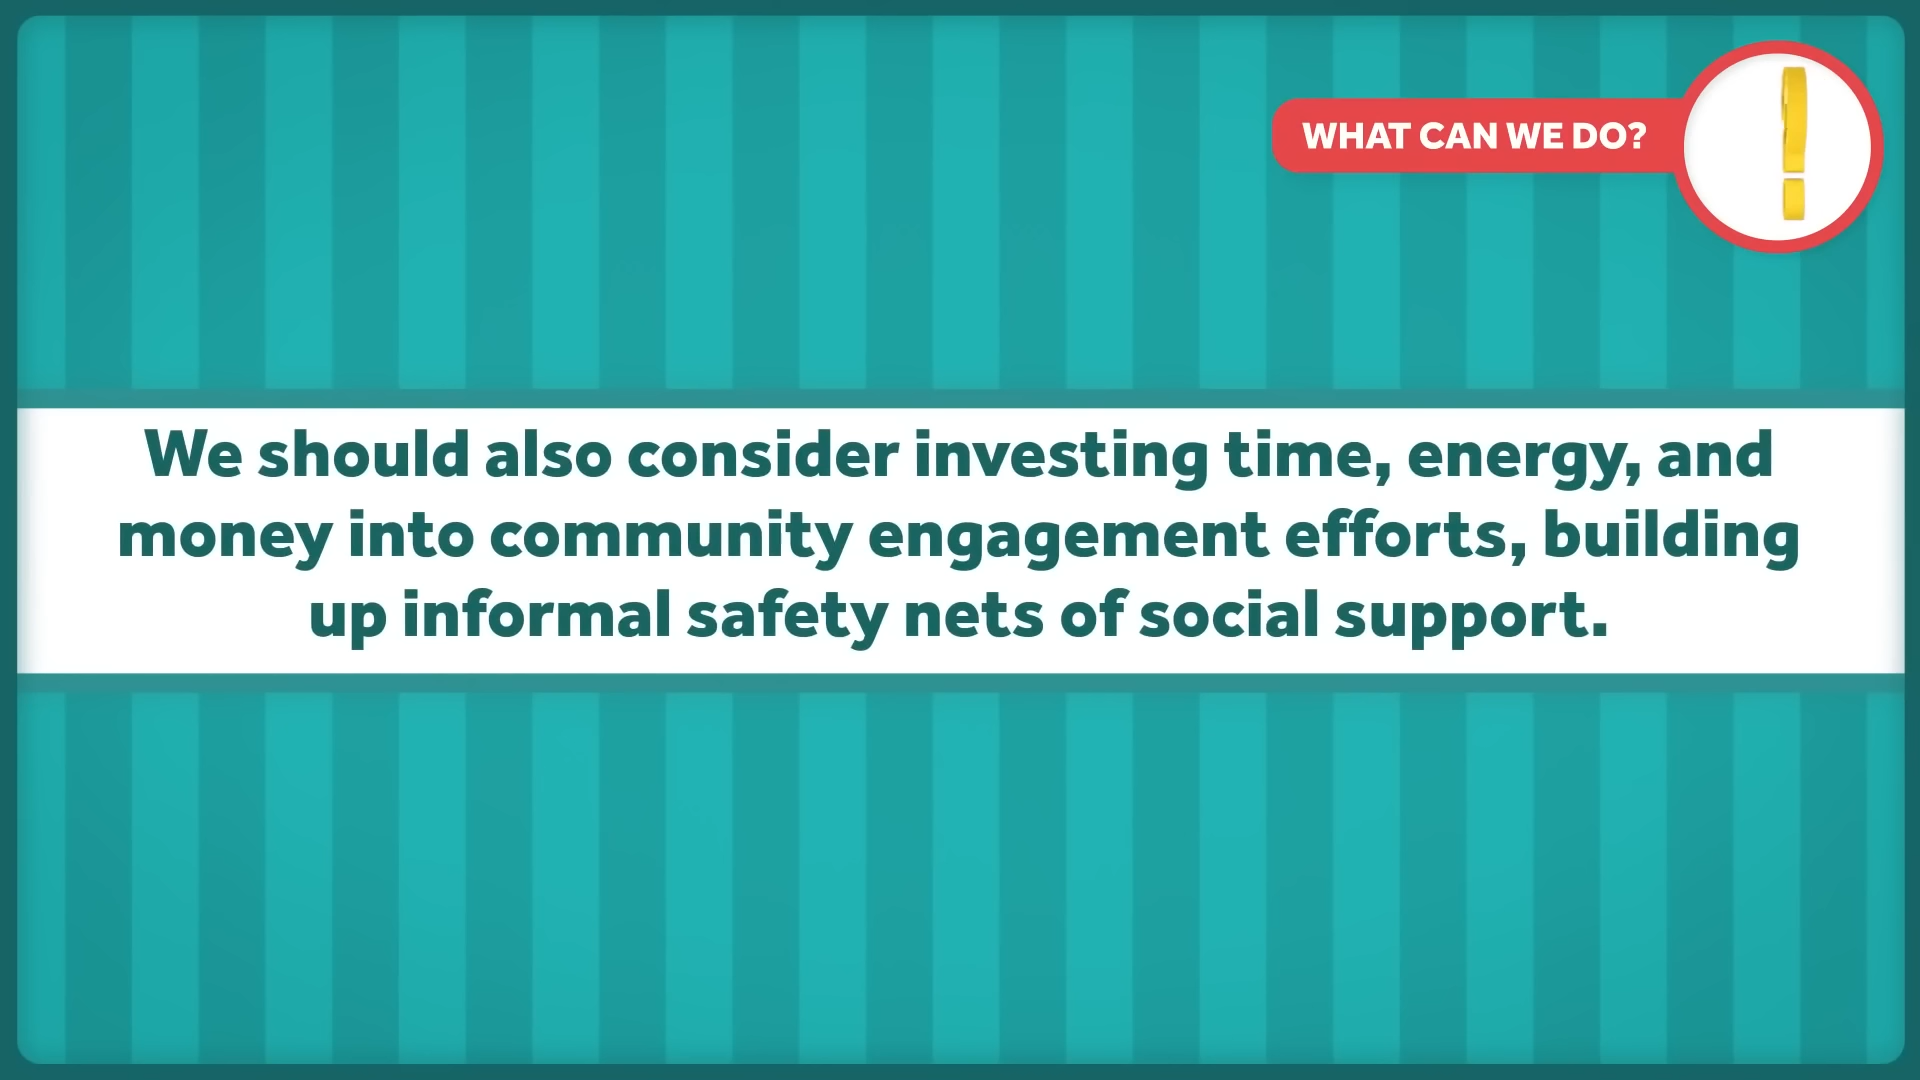 WHAT CAN WE DO?
We should also consider investing time, energy, and
money into community engagement efforts, building
up informal safety nets of social support.